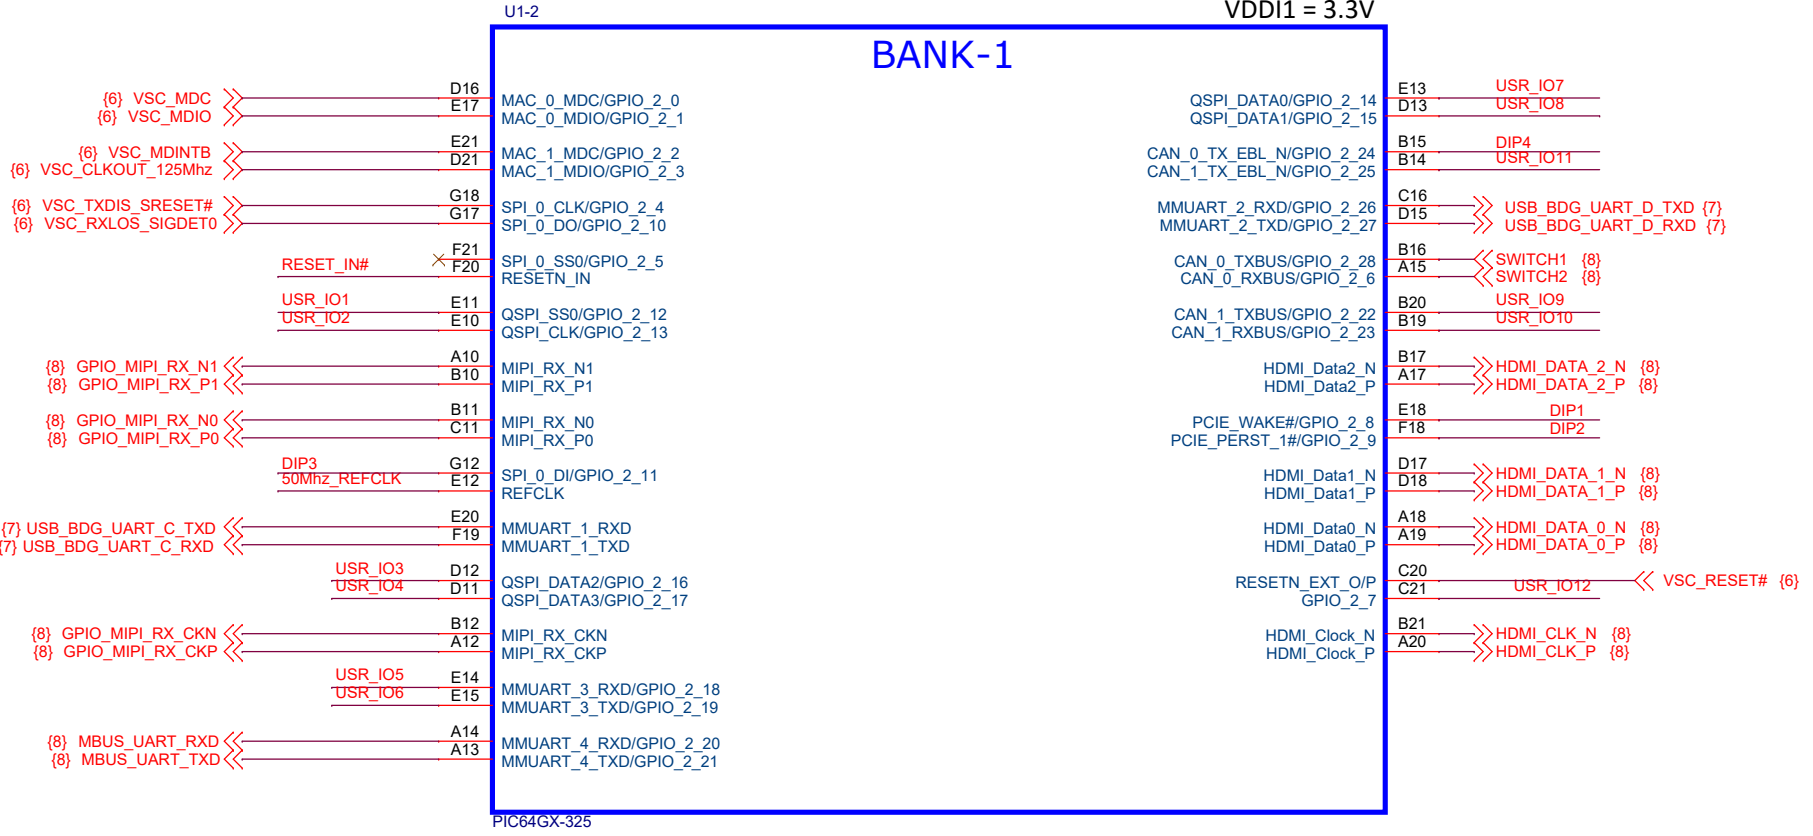 U1-2
VDDI1 = 3.3V
BANK-1
{6} VSC_MDC D16 MAC_0_MDC/GPIO_2_0
{6} VSC_MDIO E17 MAC_0_MDIO/GPIO_2_1
{6} VSC_MDINTB E21 MAC_1_MDC/GPIO_2_2
{6} VSC_CLKOUT_125Mhz D21 MAC_1_MDIO/GPIO_2_3
{6} VSC_TXDIS_SRESET# G18 SPI_0_CLK/GPIO_2_4
{6} VSC_RXLOS_SIGDET0 G17 SPI_0_DO/GPIO_2_10
F21 SPI_0_SS0/GPIO_2_5
RESET_IN# F20 RESETN_IN
USR_IO1 E11 QSPI_SS0/GPIO_2_12
USR_IO2 E10 QSPI_CLK/GPIO_2_13
{8} GPIO_MIPI_RX_N1 A10 MIPI_RX_N1
{8} GPIO_MIPI_RX_P1 B10 MIPI_RX_P1
{8} GPIO_MIPI_RX_N0 B11 MIPI_RX_N0
{8} GPIO_MIPI_RX_P0 C11 MIPI_RX_P0
DIP3 G12 SPI_0_DI/GPIO_2_11
50Mhz_REFCLK E12 REFCLK
{7} USB_BDG_UART_C_TXD E20 MMUART_1_RXD
{7} USB_BDG_UART_C_RXD F19 MMUART_1_TXD
USR_IO3 D12 QSPI_DATA2/GPIO_2_16
USR_IO4 D11 QSPI_DATA3/GPIO_2_17
{8} GPIO_MIPI_RX_CKN B12 MIPI_RX_CKN
{8} GPIO_MIPI_RX_CKP A12 MIPI_RX_CKP
USR_IO5 E14 MMUART_3_RXD/GPIO_2_18
USR_IO6 E15 MMUART_3_TXD/GPIO_2_19
{8} MBUS_UART_RXD A14 MMUART_4_RXD/GPIO_2_20
{8} MBUS_UART_TXD A13 MMUART_4_TXD/GPIO_2_21
QSPI_DATA0/GPIO_2_14 E13 USR_IO7
QSPI_DATA1/GPIO_2_15 D13 USR_IO8
CAN_0_TX_EBL_N/GPIO_2_24 B15 DIP4
CAN_1_TX_EBL_N/GPIO_2_25 B14 USR_IO11
MMUART_2_RXD/GPIO_2_26 C16 USB_BDG_UART_D_TXD {7}
MMUART_2_TXD/GPIO_2_27 D15 USB_BDG_UART_D_RXD {7}
CAN_0_TXBUS/GPIO_2_28 B16 SWITCH1 {8}
CAN_0_RXBUS/GPIO_2_6 A15 SWITCH2 {8}
CAN_1_TXBUS/GPIO_2_22 B20 USR_IO9
CAN_1_RXBUS/GPIO_2_23 B19 USR_IO10
HDMI_Data2_N B17 HDMI_DATA_2_N {8}
HDMI_Data2_P A17 HDMI_DATA_2_P {8}
PCIE_WAKE#/GPIO_2_8 E18 DIP1
PCIE_PERST_1#/GPIO_2_9 F18 DIP2
HDMI_Data1_N D17 HDMI_DATA_1_N {8}
HDMI_Data1_P D18 HDMI_DATA_1_P {8}
HDMI_Data0_N A18 HDMI_DATA_0_N {8}
HDMI_Data0_P A19 HDMI_DATA_0_P {8}
RESETN_EXT_O/P C20 VSC_RESET# {6}
GPIO_2_7 C21 USR_IO12
HDMI_Clock_N B21 HDMI_CLK_N {8}
HDMI_Clock_P A20 HDMI_CLK_P {8}
PIC64GX-325